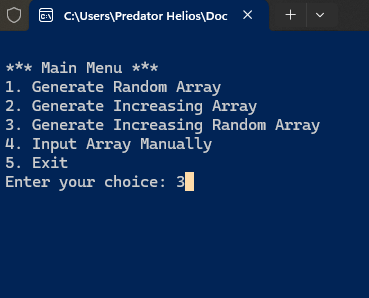 C:\Users\Predator Helios\Doc
*** Main Menu ***
1. Generate Random Array
2. Generate Increasing Array
3. Generate Increasing Random Array
4. Input Array Manually
5. Exit
Enter your choice: 3